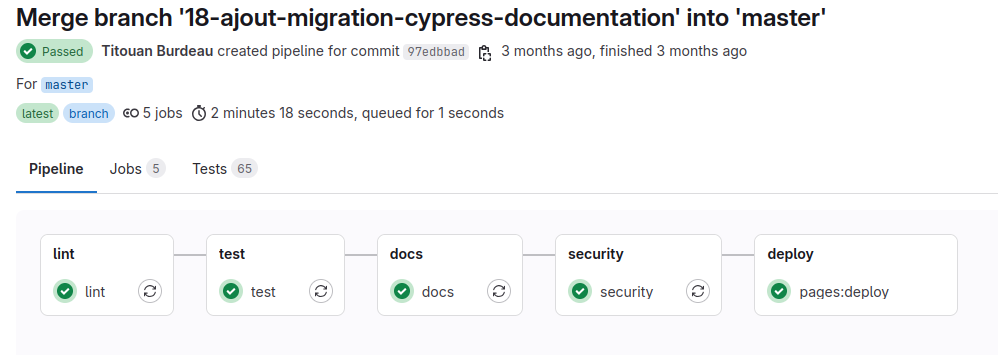 Merge branch '18-ajout-migration-cypress-documentation' into 'master'
Passed Titouan Burdeau created pipeline for commit 97edbbad 3 months ago, finished 3 months ago
For master
latest branch 5 jobs 2 minutes 18 seconds, queued for 1 seconds
Pipeline Jobs 5 Tests 65
lint test docs security deploy
lint test docs security pages:deploy